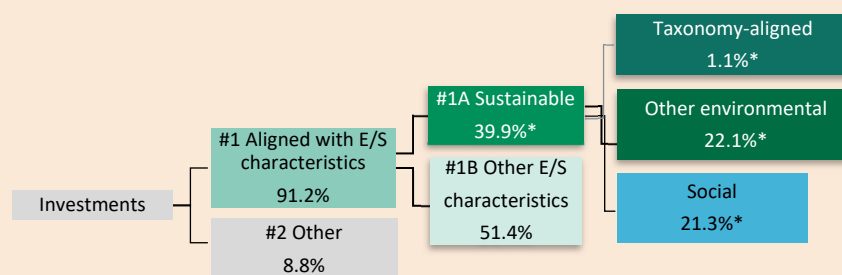 Investments
#1 Aligned with E/S
characteristics
91.2%
#2 Other
8.8%
#1A Sustainable
39.9%*
#1B Other E/S
characteristics
51.4%
Taxonomy-aligned
1.1%*
Other environmental
22.1%*
Social
21.3%*